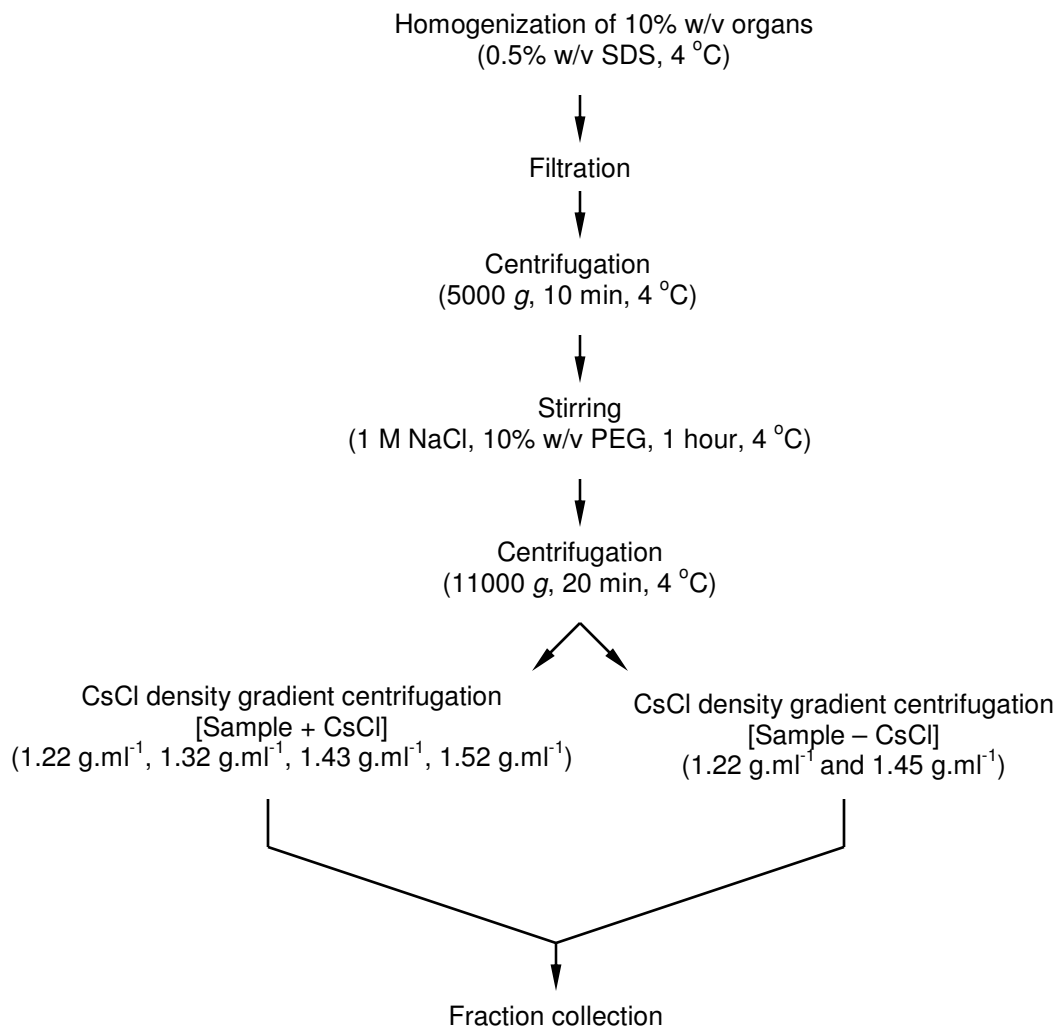 Homogenization of 10% w/v organs
(0.5% w/v SDS, 4 °C)
Filtration
Centrifugation
(5000 g, 10 min, 4 °C)
Stirring
(1 M NaCl, 10% w/v PEG, 1 hour, 4 °C)
Centrifugation
(11000 g, 20 min, 4 °C)
CsCl density gradient centrifugation
[Sample + CsCl]
(1.22 g.ml⁻¹, 1.32 g.ml⁻¹, 1.43 g.ml⁻¹, 1.52 g.ml⁻¹)
CsCl density gradient centrifugation
[Sample – CsCl]
(1.22 g.ml⁻¹ and 1.45 g.ml⁻¹)
Fraction collection